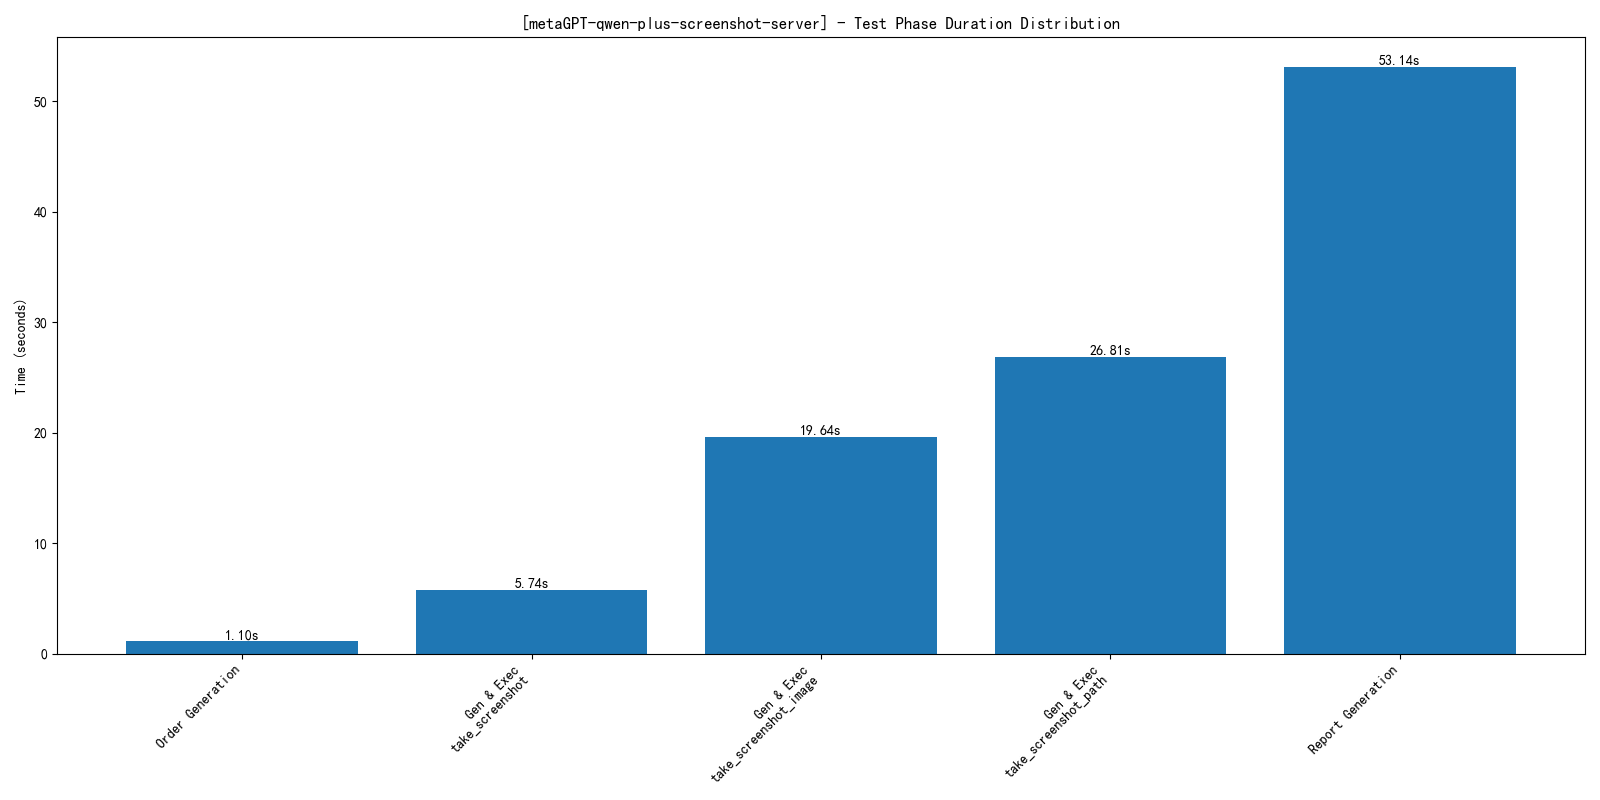 [metaGPT-qwen-plus-screenshot-server] - Test Phase Duration Distribution
Time (seconds)
50
40
30
20
10
0
1.10s
5.74s
19.64s
26.81s
53.14s
Order Generation
Gen & Exec
take_screenshot
Gen & Exec
take_screenshot_image
Gen & Exec
take_screenshot_path
Report Generation